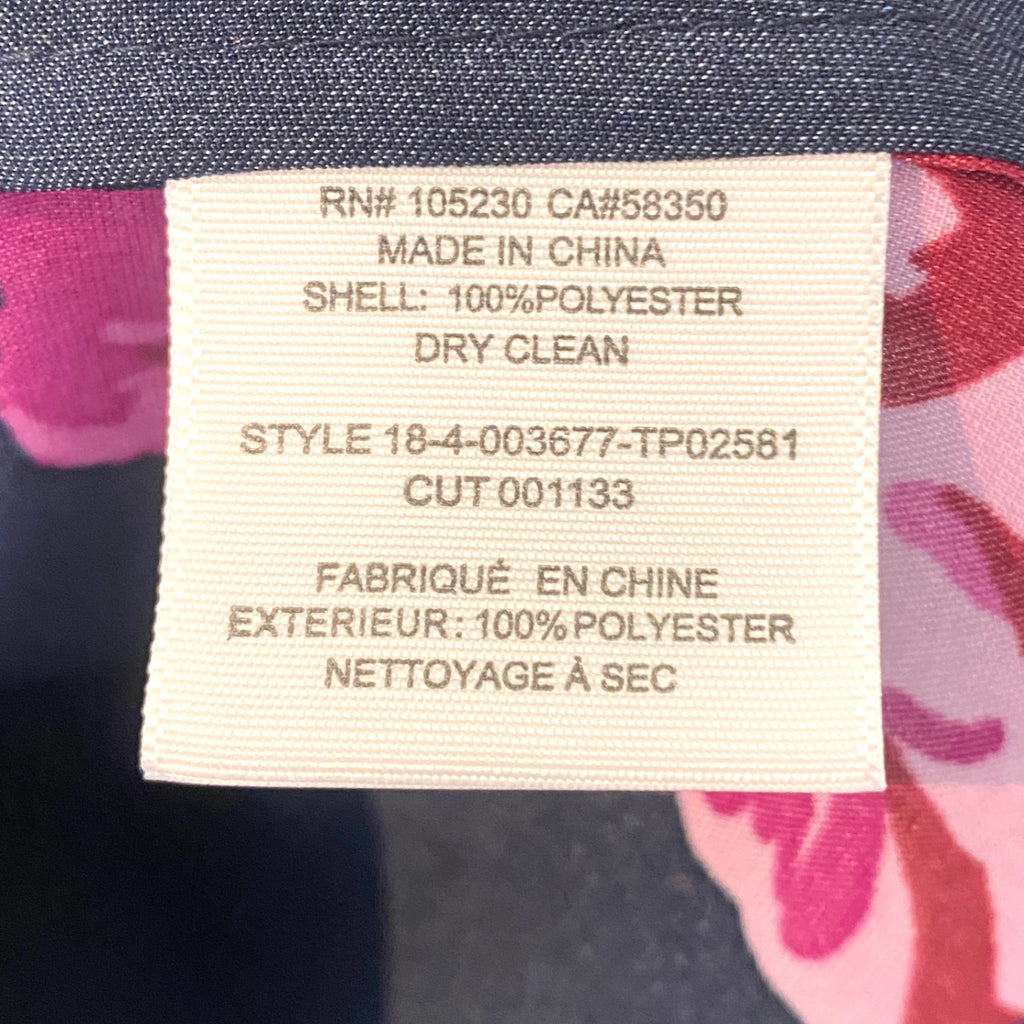 RN# 105230 CA#58350
MADE IN CHINA
SHELL: 100%POLYESTER
DRY CLEAN
STYLE 18-4-003677-TP02581
CUT 001133
FABRIQUÉ EN CHINE
EXTERIEUR: 100%POLYESTER
NETTOYAGE À SEC